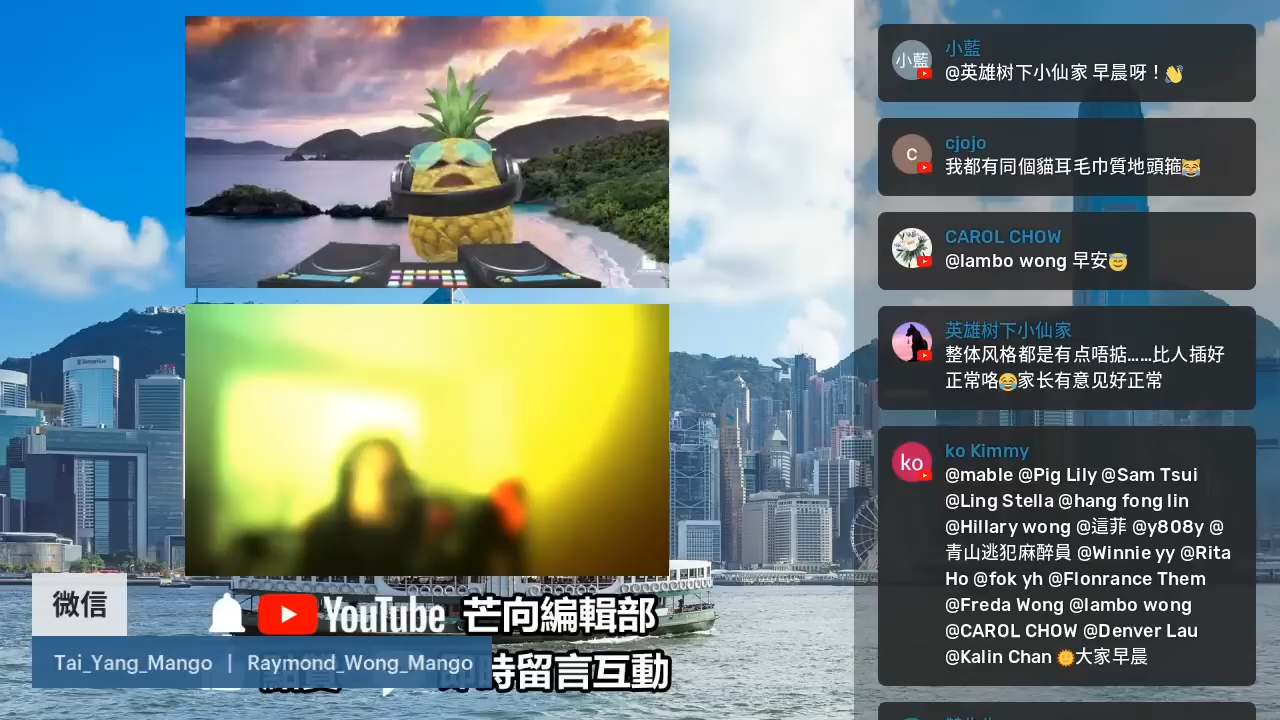 微信
Tai_Yang_Mango | Raymond_Wong_Mango
YouTube 芒向編輯部
即時留言互動
小藍
小藍
@英雄树下小仙家 早晨呀！👋
c
cjojo
我都有同個貓耳毛巾質地頭箍😹
CAROL CHOW
@lambo wong 早安😇
英雄树下小仙家
整体风格都是有点唔掂……比人插好
正常咯😂家长有意见好正常
ko
ko Kimmy
@mable @Pig Lily @Sam Tsui
@Ling Stella @hang fong lin
@Hillary wong @這菲 @y808y @
青山逃犯麻醉員 @Winnie yy @Rita
Ho @fok yh @Flonrance Them
@Freda Wong @lambo wong
@CAROL CHOW @Denver Lau
@Kalin Chan 🌞大家早晨